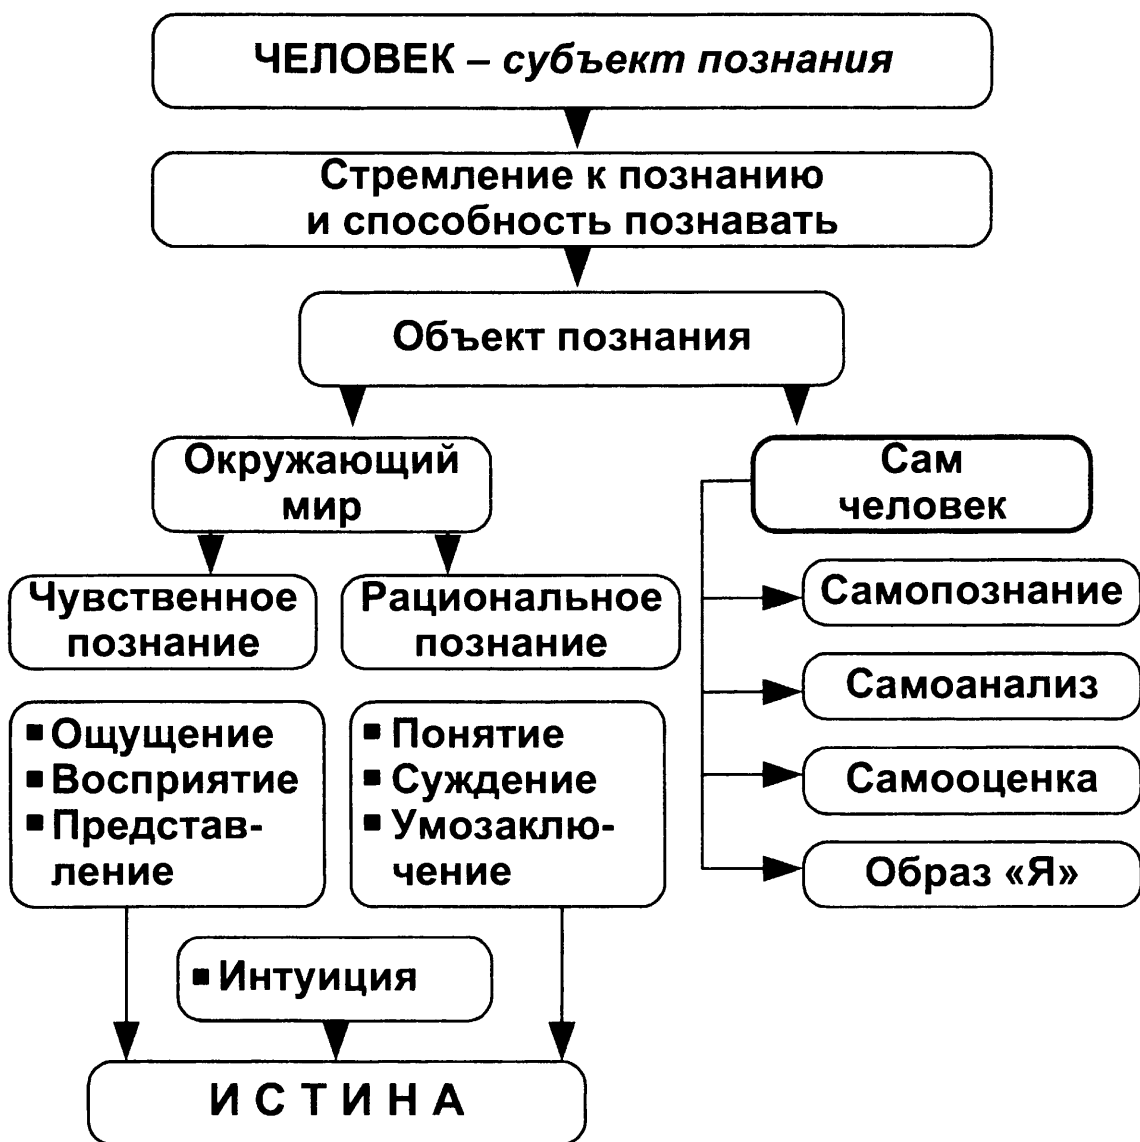 ЧЕЛОВЕК – субъект познания
Стремление к познанию
и способность познавать
Объект познания
Окружающий
мир
Сам
человек
Чувственное
познание
Рациональное
познание
Самопознание
Самоанализ
Самооценка
Образ «Я»
▪ Ощущение
▪ Восприятие
▪ Представ-
ление
▪ Понятие
▪ Суждение
▪ Умозаклю-
чение
▪ Интуиция
И С Т И Н А